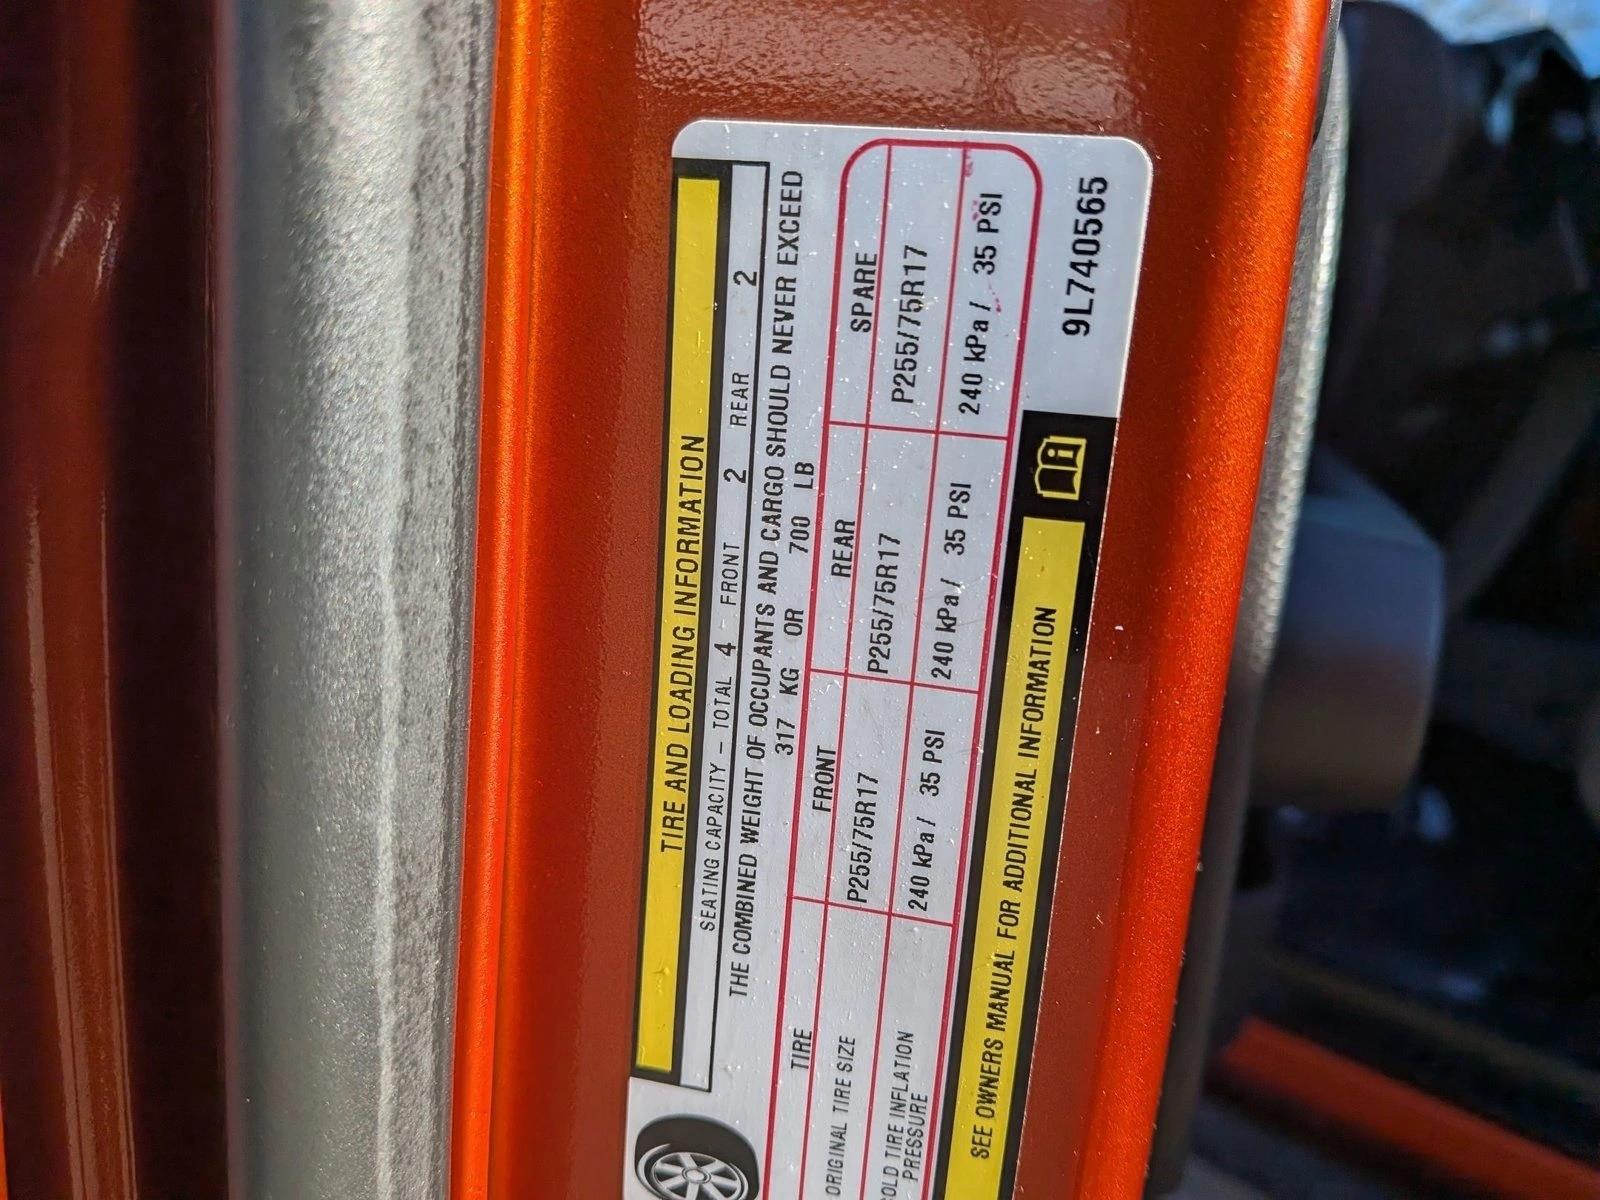 TIRE AND LOADING INFORMATION
SEATING CAPACITY – TOTAL 4 – FRONT 2 REAR 2
THE COMBINED WEIGHT OF OCCUPANTS AND CARGO SHOULD NEVER EXCEED
317 KG OR 700 LB
TIRE FRONT REAR SPARE
ORIGINAL TIRE SIZE P255/75R17 P255/75R17 P255/75R17
COLD TIRE INFLATION PRESSURE 240 kPa / 35 PSI 240 kPa / 35 PSI 240 kPa / 35 PSI
SEE OWNERS MANUAL FOR ADDITIONAL INFORMATION
9L740565